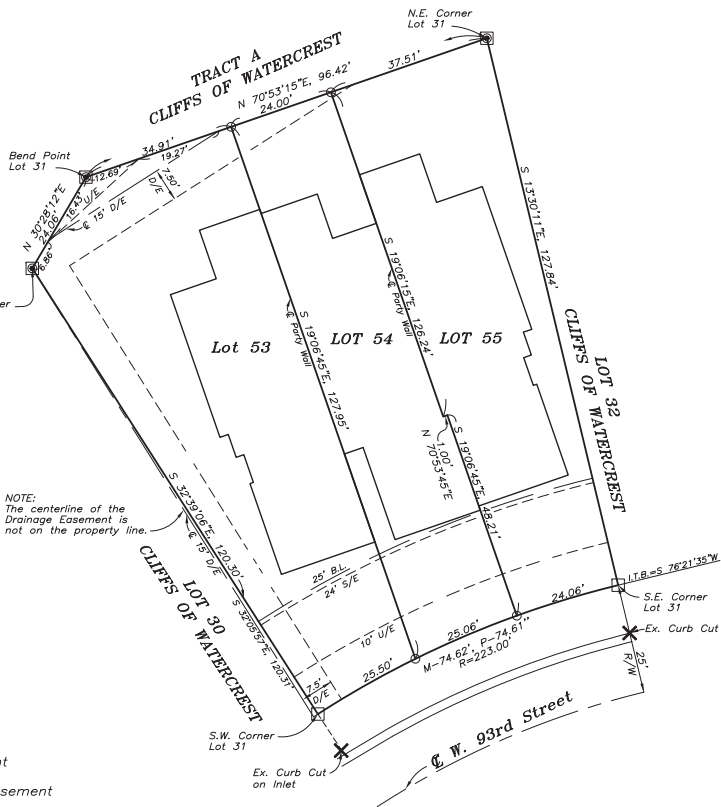 N.E. Corner
Lot 31
TRACT A
CLIFFS OF WATERCREST
N 70°53'15"E, 96.42'
37.51'
24.00'
34.91'
19.27'
Bend Point
Lot 31
12.69'
16.43' U/E
7.50'
D/E
℄ 15' D/E
N 30°28'12"E
24.06'
6.86'
er
S 13°30'11"E, 127.84'
S 19°06'15"E, 126.24'
℄ Party Wall
S 19°06'45"E, 127.95'
℄ Party Wall
Lot 53
LOT 54
LOT 55
LOT 32
CLIFFS OF WATERCREST
1.00'
N 70°53'45"E
S 19°06'45"E, 48.21'
NOTE:
The centerline of the
Drainage Easement is
not on the property line.
S 32°39'06"E, 120.30'
℄ 15' D/E
S 32°05'57"E 120.31'
LOT 30
CLIFFS OF WATERCREST
25' B.L.
24' S/E
10' U/E
7.5'
D/E
25.50'
25.06'
24.06'
M-74.62', P-74.61"
R=223.00'
I.T.B.=S 76°21'35"W
S.E. Corner
Lot 31
Ex. Curb Cut
25'
R/W
S.W. Corner
Lot 31
Ex. Curb Cut
on Inlet
℄ W. 93rd Street
nt
sement